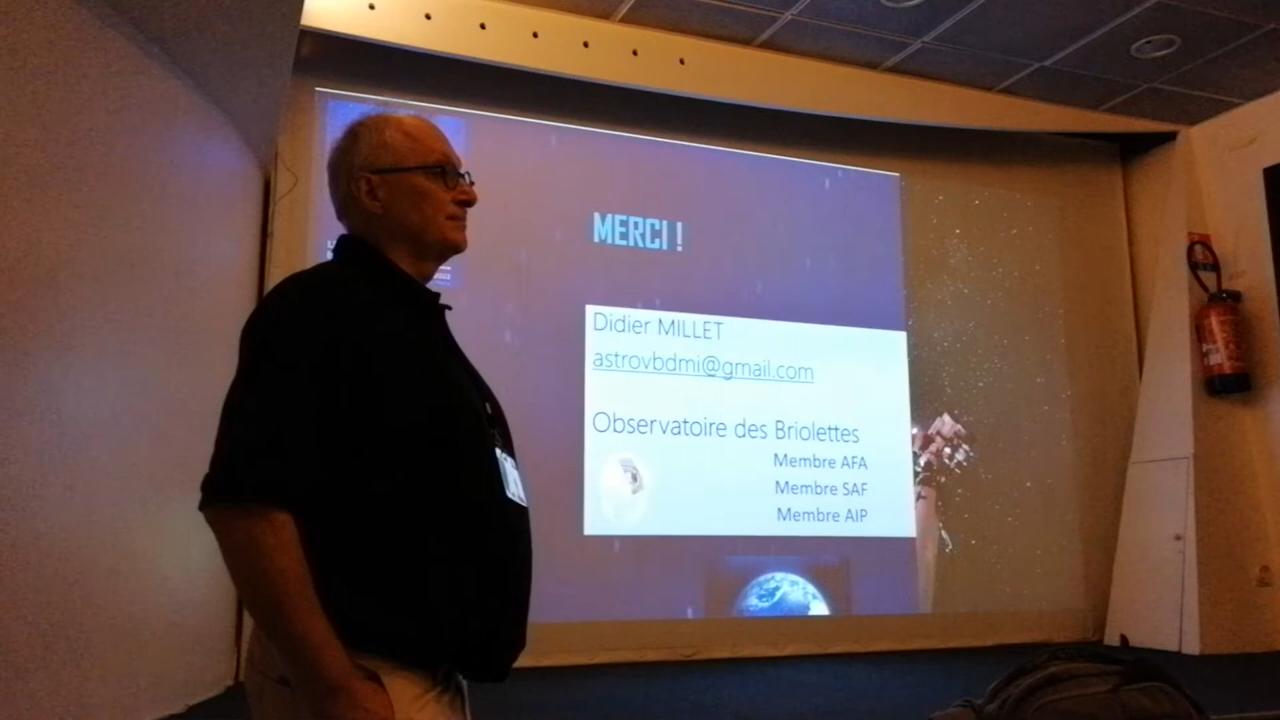 MERCI !
Didier MILLET
astrovbdmi@gmail.com
Observatoire des Briolettes
Membre AFA
Membre SAF
Membre AIP